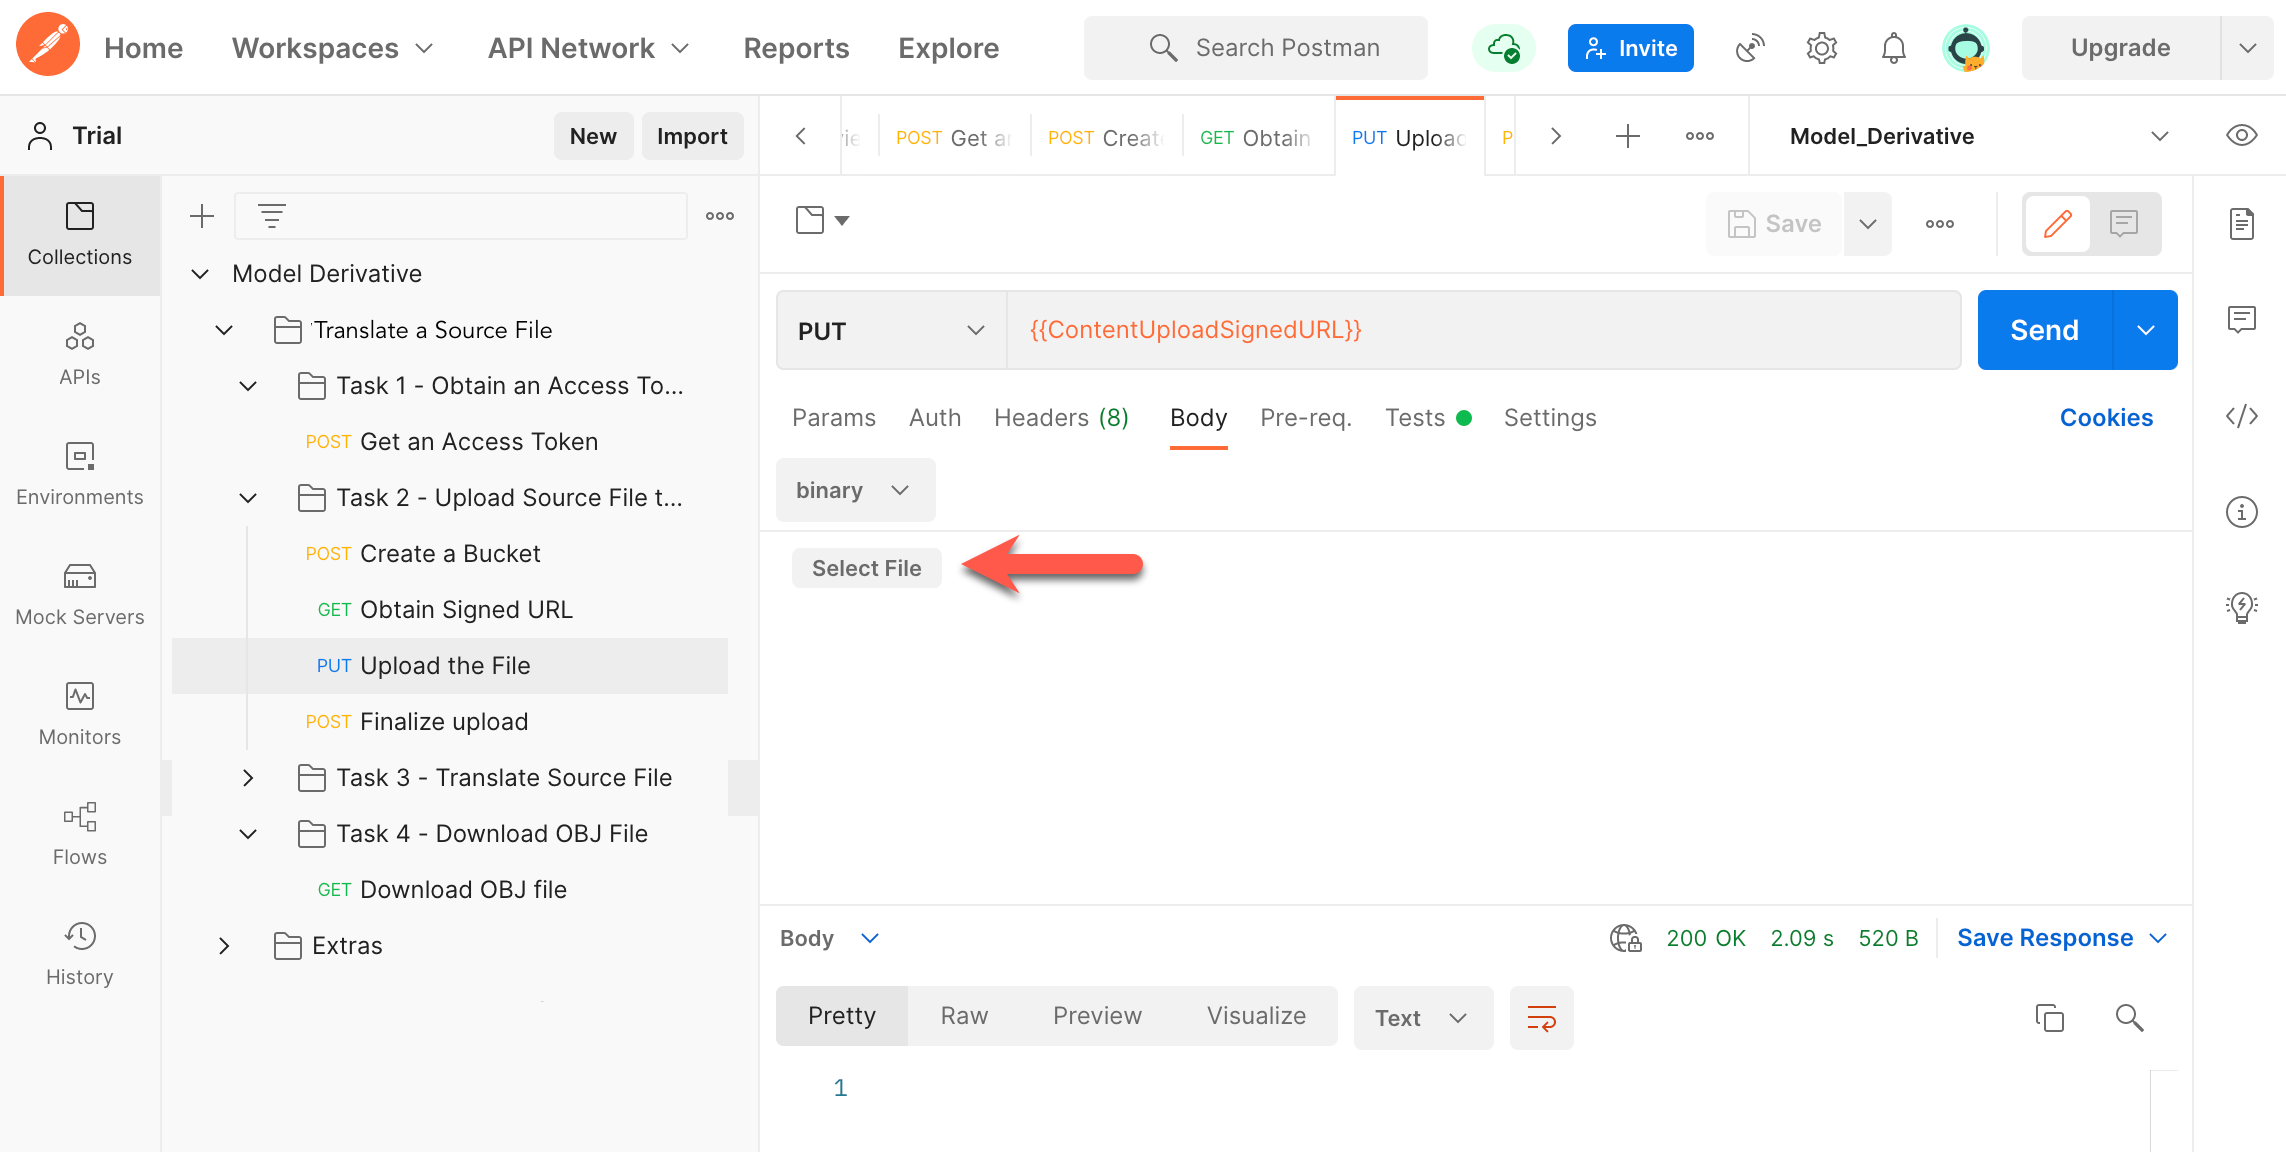 Home Workspaces API Network Reports Explore Search Postman Invite Upgrade
Trial New Import
POST Get a POST Creat GET Obtain PUT Upload P Model_Derivative
Save
Collections
APIs
Environments
Mock Servers
Monitors
Flows
History
Model Derivative
Translate a Source File
Task 1 - Obtain an Access To...
POST Get an Access Token
Task 2 - Upload Source File t...
POST Create a Bucket
GET Obtain Signed URL
PUT Upload the File
POST Finalize upload
Task 3 - Translate Source File
Task 4 - Download OBJ File
GET Download OBJ file
Extras
PUT {{ContentUploadSignedURL}} Send
Params Auth Headers (8) Body Pre-req. Tests Settings Cookies
binary
Select File
Body 200 OK 2.09 s 520 B Save Response
Pretty Raw Preview Visualize Text
1